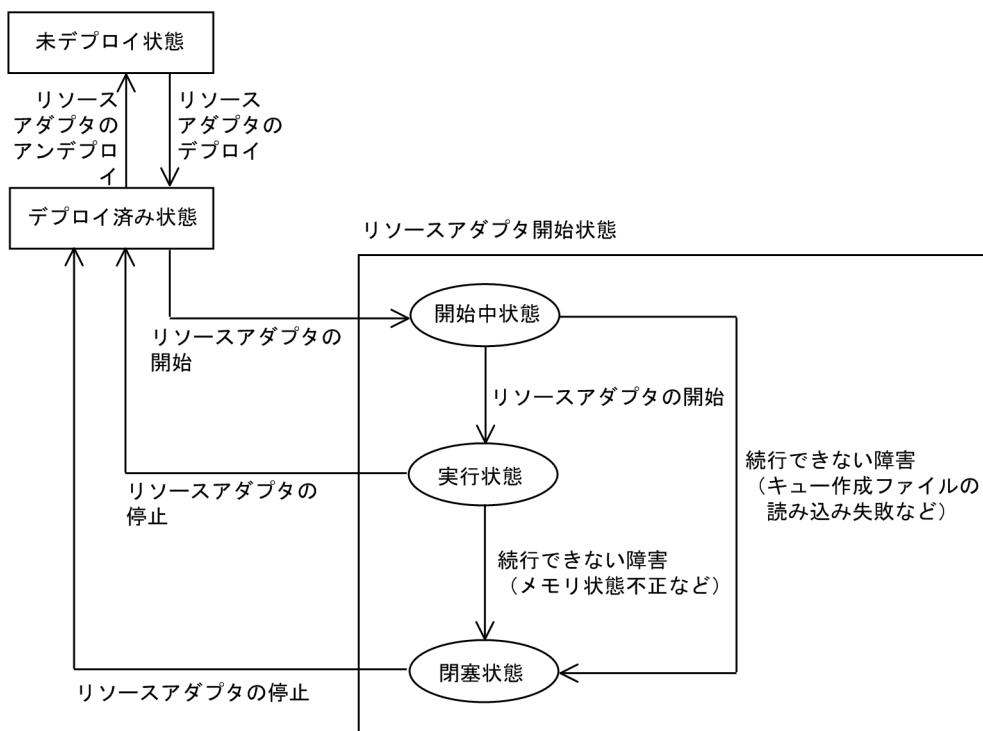 未デプロイ状態
リソース
アダプタの
アンデプロ
イ
リソース
アダプタの
デプロイ
デプロイ済み状態
リソースアダプタ開始状態
開始中状態
リソースアダプタの
開始
リソースアダプタの開始
実行状態
リソースアダプタの
停止
続行できない障害
（キュー作成ファイルの
読み込み失敗など）
続行できない障害
（メモリ状態不正など）
閉塞状態
リソースアダプタの停止